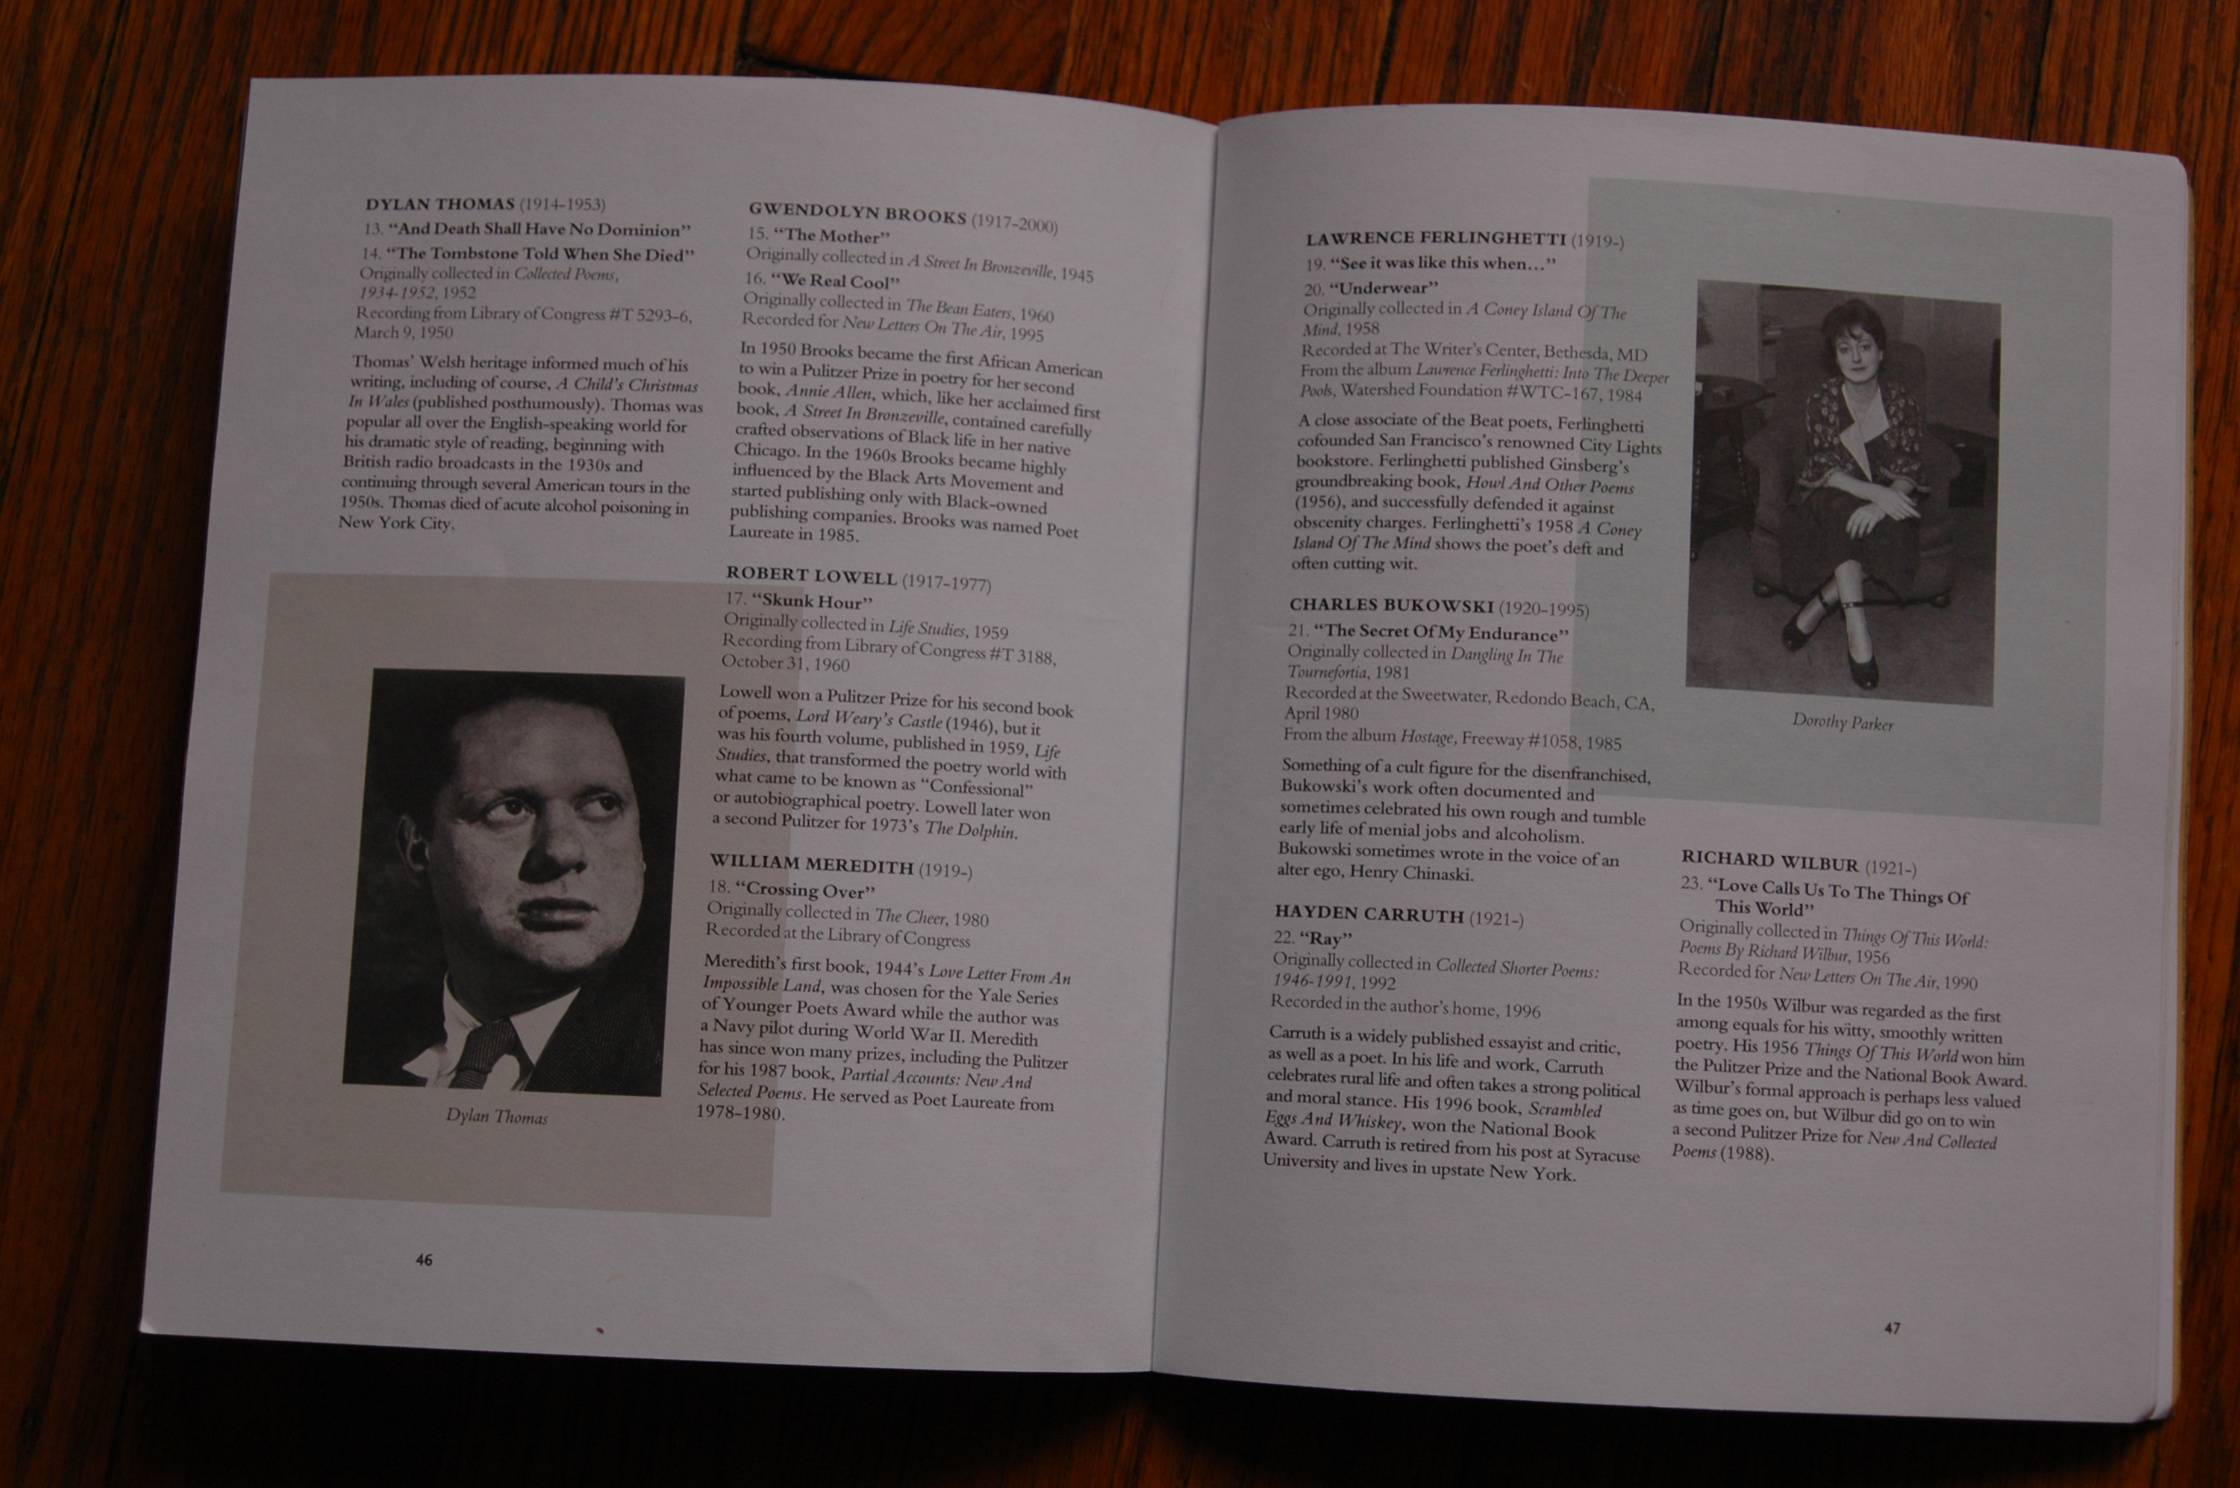 DYLAN THOMAS (1914-1953)
13. “And Death Shall Have No Dominion”
14. “The Tombstone Told When She Died”
Originally collected in Collected Poems,
1934-1952, 1952
Recording from Library of Congress #T 5293-6,
March 9, 1950
Thomas’ Welsh heritage informed much of his
writing, including of course, A Child’s Christmas
In Wales (published posthumously). Thomas was
popular all over the English-speaking world for
his dramatic style of reading, beginning with
British radio broadcasts in the 1930s and
continuing through several American tours in the
1950s. Thomas died of acute alcohol poisoning in
New York City.
Dylan Thomas
46
GWENDOLYN BROOKS (1917-2000)
15. “The Mother”
Originally collected in A Street In Bronzeville, 1945
16. “We Real Cool”
Originally collected in The Bean Eaters, 1960
Recorded for New Letters On The Air, 1995
In 1950 Brooks became the first African American
to win a Pulitzer Prize in poetry for her second
book, Annie Allen, which, like her acclaimed first
book, A Street In Bronzeville, contained carefully
crafted observations of Black life in her native
Chicago. In the 1960s Brooks became highly
influenced by the Black Arts Movement and
started publishing only with Black-owned
publishing companies. Brooks was named Poet
Laureate in 1985.
ROBERT LOWELL (1917-1977)
17. “Skunk Hour”
Originally collected in Life Studies, 1959
Recording from Library of Congress #T 3188,
October 31, 1960
Lowell won a Pulitzer Prize for his second book
of poems, Lord Weary’s Castle (1946), but it
was his fourth volume, published in 1959, Life
Studies, that transformed the poetry world with
what came to be known as “Confessional”
or autobiographical poetry. Lowell later won
a second Pulitzer for 1973’s The Dolphin.
WILLIAM MEREDITH (1919-)
18. “Crossing Over”
Originally collected in The Cheer, 1980
Recorded at the Library of Congress
Meredith’s first book, 1944’s Love Letter From An
Impossible Land, was chosen for the Yale Series
of Younger Poets Award while the author was
a Navy pilot during World War II. Meredith
has since won many prizes, including the Pulitzer
for his 1987 book, Partial Accounts: New And
Selected Poems. He served as Poet Laureate from
1978-1980.
LAWRENCE FERLINGHETTI (1919-)
19. “See it was like this when...”
20. “Underwear”
Originally collected in A Coney Island Of The
Mind, 1958
Recorded at The Writer’s Center, Bethesda, MD
From the album Laurence Ferlinghetti: Into The Deeper
Pools, Watershed Foundation #WTC-167, 1984
A close associate of the Beat poets, Ferlinghetti
cofounded San Francisco’s renowned City Lights
bookstore. Ferlinghetti published Ginsberg’s
groundbreaking book, Howl And Other Poems
(1950), and successfully defended it against
obscenity charges. Ferlinghetti’s 1958 A Coney
Island Of The Mind shows the poet’s deft and
often cutting wit.
CHARLES BUKOWSKI (1920-1995)
21. “The Secret Of My Endurance”
Originally collected in Dangling In The
Tournefortia, 1981
Recorded at the Sweetwater, Redondo Beach, CA,
April 1980
From the album Hostage, Freeway #1058, 1985
Something of a cult figure for the disenfranchised,
Bukowski’s work often documented and
sometimes celebrated his own rough and tumble
early life of menial jobs and alcoholism.
Bukowski sometimes wrote in the voice of an
alter ego, Henry Chinaski.
HAYDEN CARRUTH (1921-)
22. “Ray”
Originally collected in Collected Shorter Poems:
1946-1991, 1992
Recorded in the author’s home, 1996
Carruth is a widely published essayist and critic,
as well as a poet. In his life and work, Carruth
celebrates rural life and often takes a strong political
and moral stance. His 1996 book, Scrambled
Eggs And Whiskey, won the National Book
Award. Carruth is retired from his post at Syracuse
University and lives in upstate New York.
Dorothy Parker
RICHARD WILBUR (1921-)
23. “Love Calls Us To The Things Of
This World”
Originally collected in Things Of This World:
Poems By Richard Wilbur, 1956
Recorded for New Letters On The Air, 1990
In the 1950s Wilbur was regarded as the first
among equals for his witty, smoothly written
poetry. His 1956 Things Of This World won him
the Pulitzer Prize and the National Book Award.
Wilbur’s formal approach is perhaps less valued
as time goes on, but Wilbur did go on to win
a second Pulitzer Prize for New And Collected
Poems (1988).
47